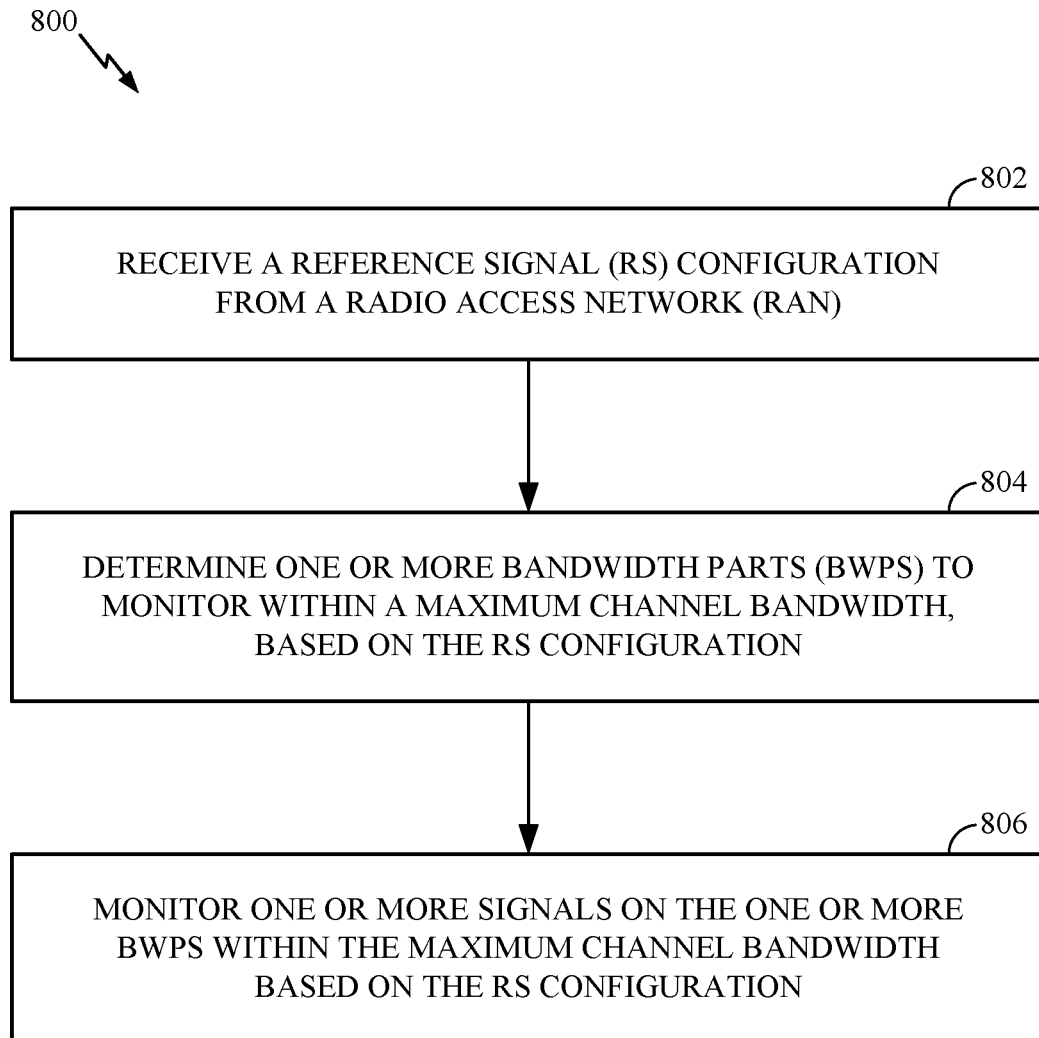 800
802
RECEIVE A REFERENCE SIGNAL (RS) CONFIGURATION
FROM A RADIO ACCESS NETWORK (RAN)
804
DETERMINE ONE OR MORE BANDWIDTH PARTS (BWPS) TO
MONITOR WITHIN A MAXIMUM CHANNEL BANDWIDTH,
BASED ON THE RS CONFIGURATION
806
MONITOR ONE OR MORE SIGNALS ON THE ONE OR MORE
BWPS WITHIN THE MAXIMUM CHANNEL BANDWIDTH
BASED ON THE RS CONFIGURATION